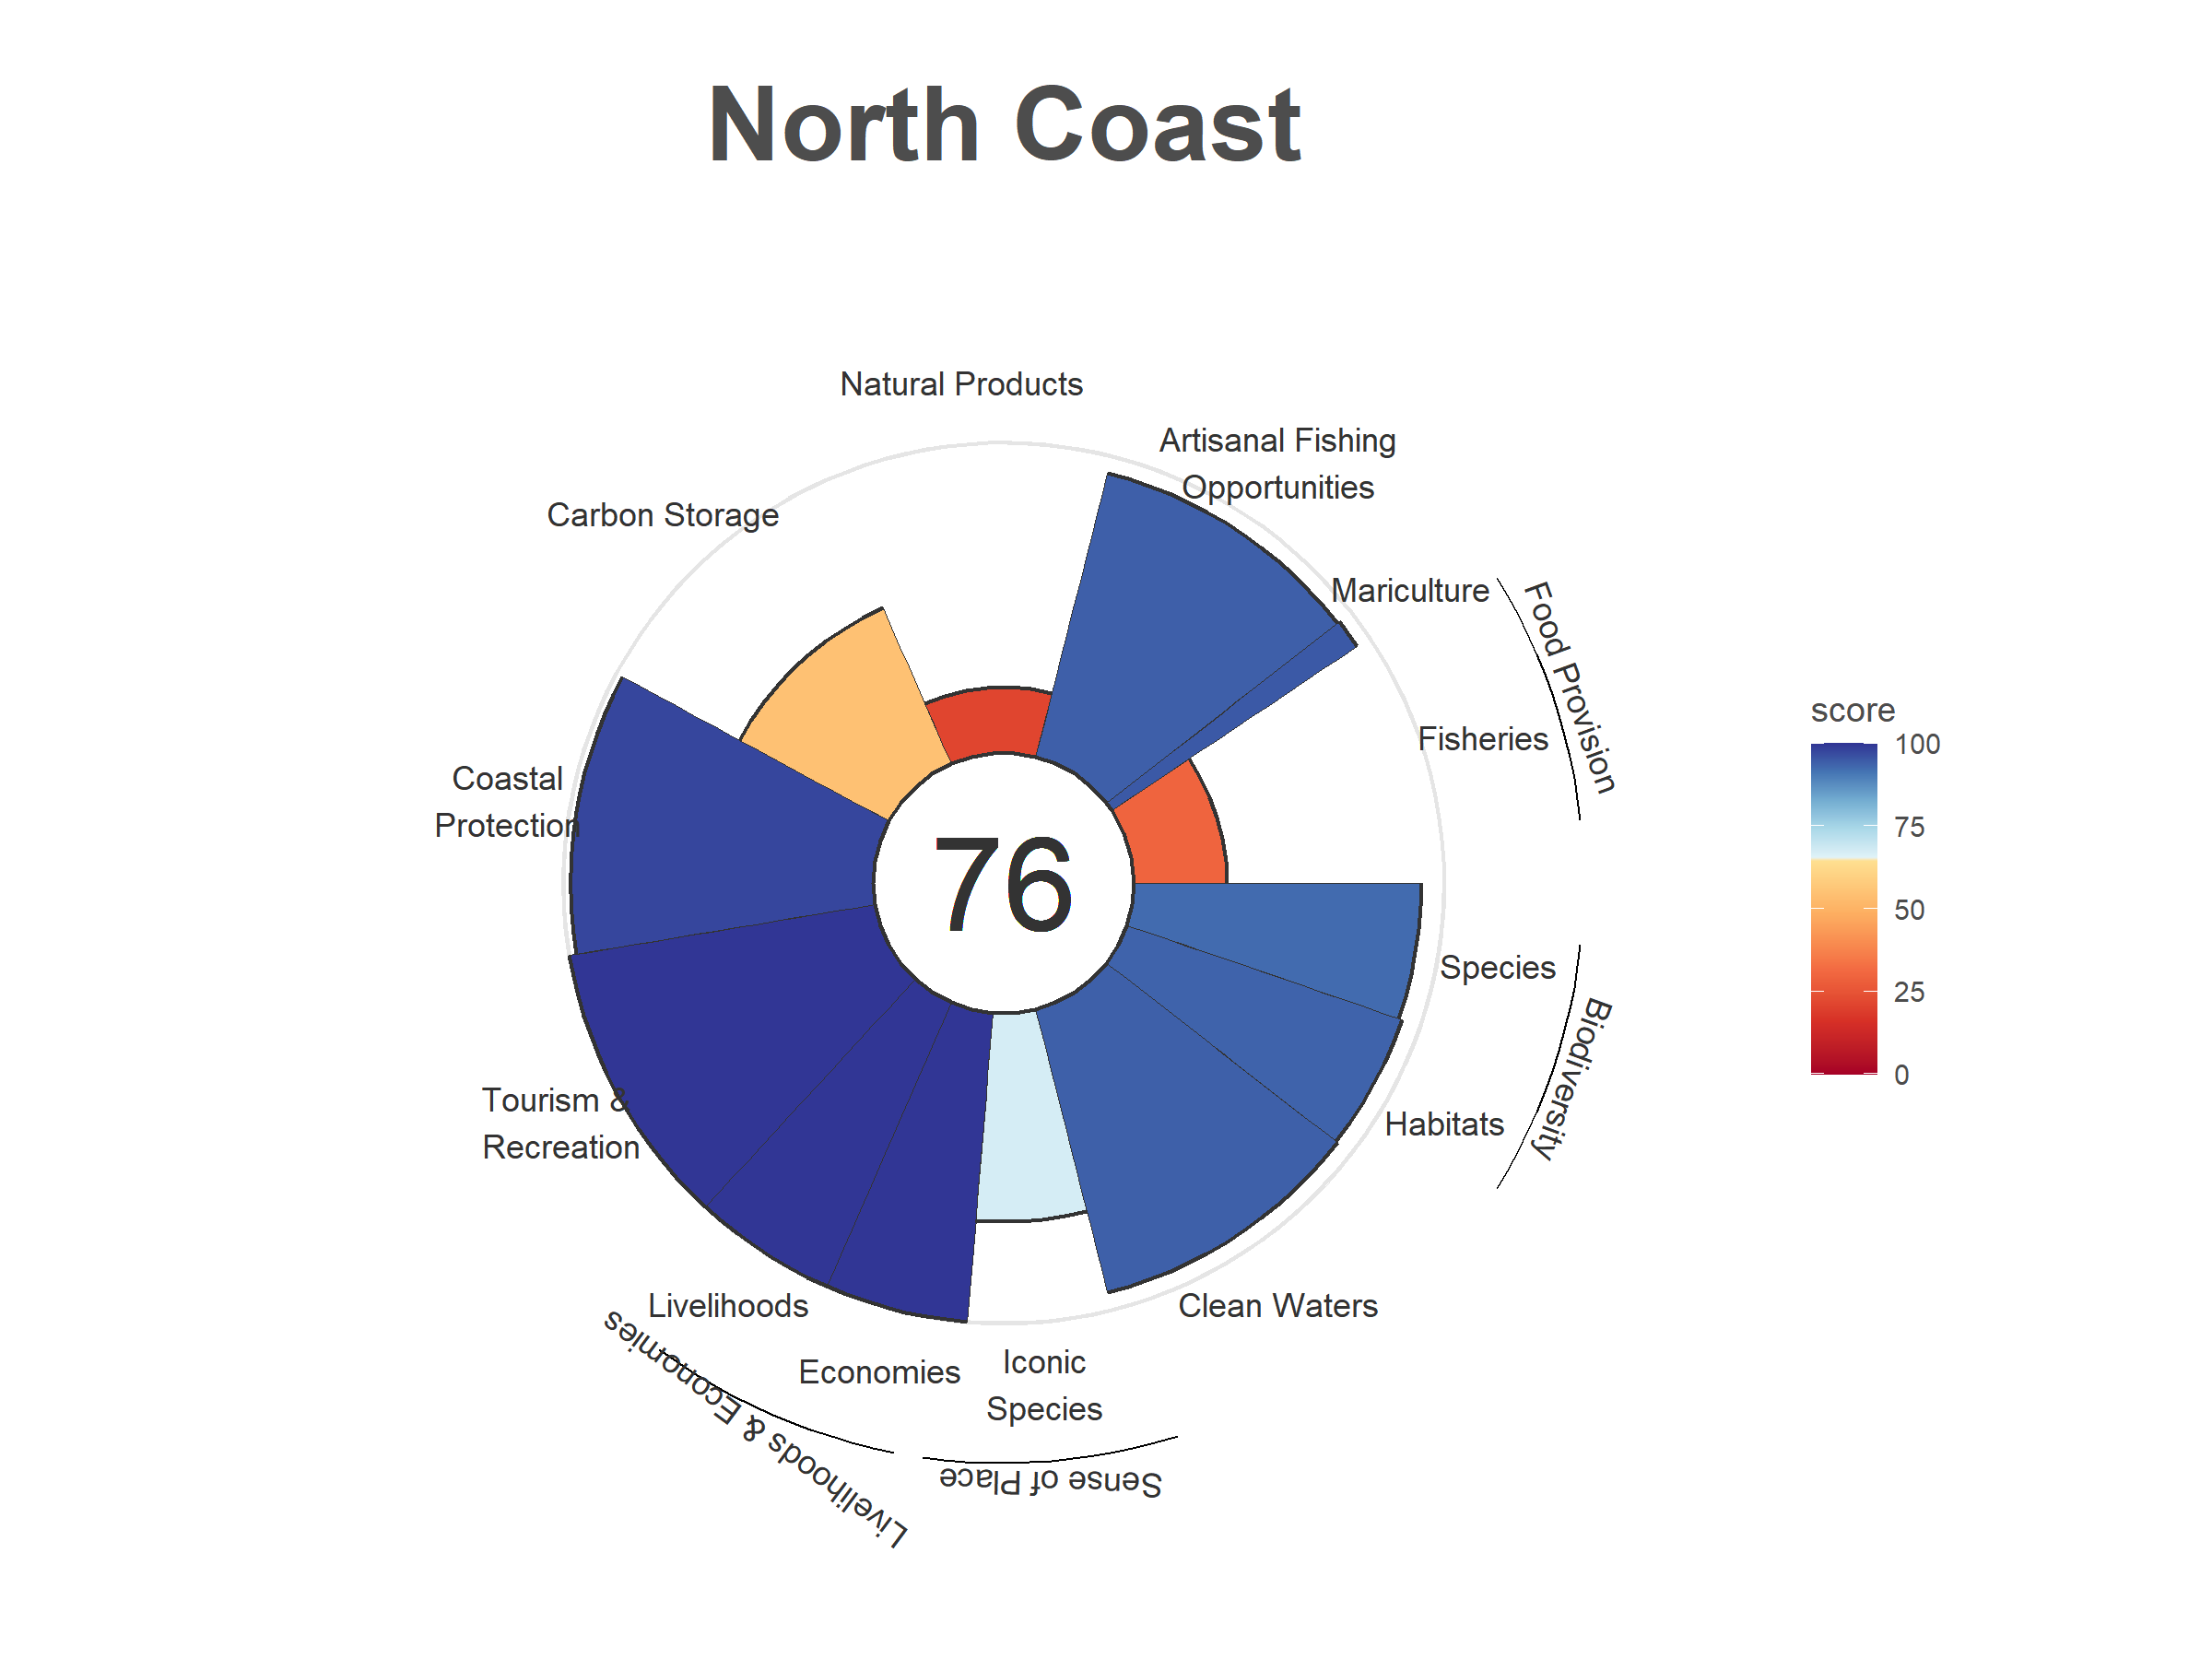 North Coast
Natural Products
Artisanal Fishing
Opportunities
Carbon Storage
Mariculture
Food Provision
Fisheries
Coastal
Protection
76
Species
Biodiversity
Habitats
Tourism &
Recreation
Livelihoods
Clean Waters
Economies
Iconic
Species
Livelihoods & Economies
Sense of Place
score
100
75
50
25
0